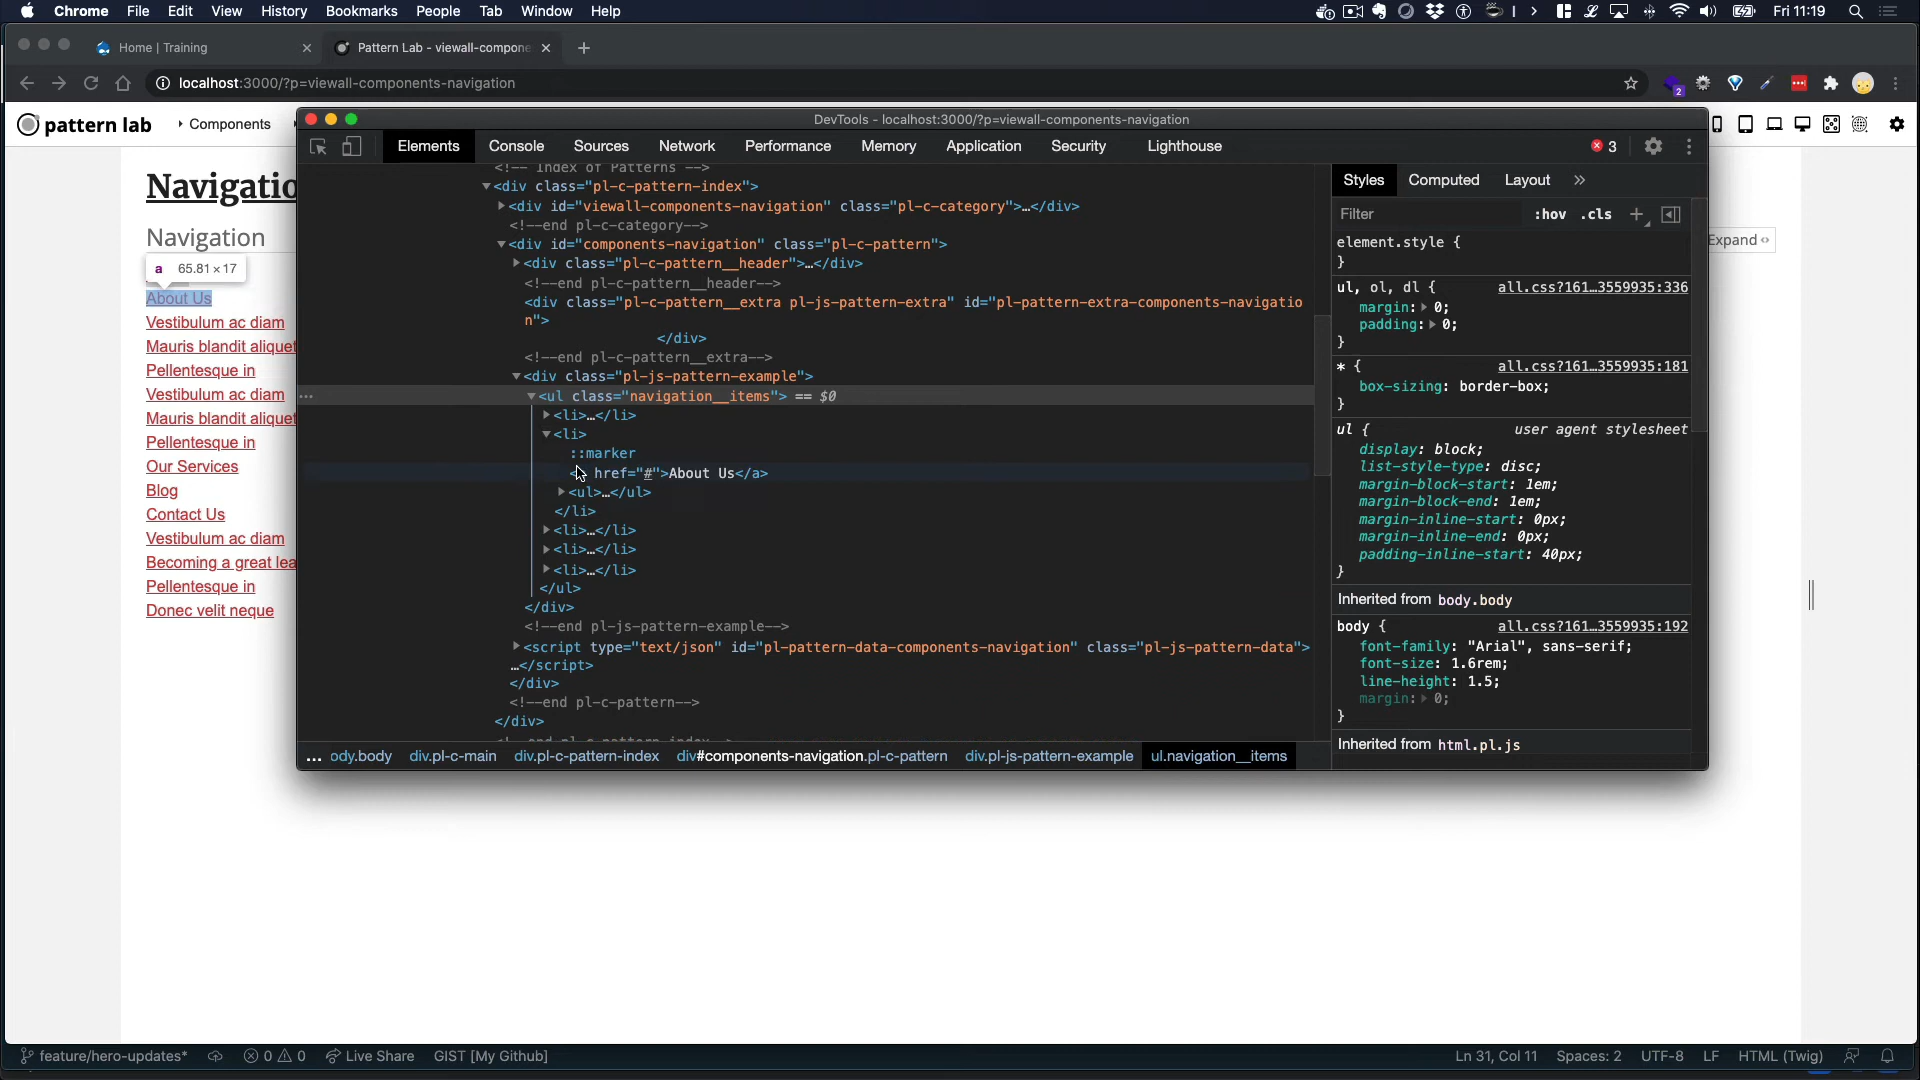 Chrome File Edit View History Bookmarks People Tab Window Help Fri 11:19
Home | Training
Pattern Lab - viewall-compone
localhost:3000/?p=viewall-components-navigation
2
pattern lab
Components
DevTools - localhost:3000/?p=viewall-components-navigation
Elements Console Sources Network Performance Memory Application Security Lighthouse 3
Navigatio
Navigation
a 65.81×17
About Us
Vestibulum ac diam
Mauris blandit aliquet
Pellentesque in
Vestibulum ac diam
Mauris blandit aliquet
Pellentesque in
Our Services
Blog
Contact Us
Vestibulum ac diam
Becoming a great lea
Pellentesque in
Donec velit neque
Expand
<!-- Index of Patterns -->
<div class="pl-c-pattern-index">
<div id="viewall-components-navigation" class="pl-c-category">…</div>
<!--end pl-c-category-->
<div id="components-navigation" class="pl-c-pattern">
<div class="pl-c-pattern__header">…</div>
<!--end pl-c-pattern__header-->
<div class="pl-c-pattern__extra pl-js-pattern-extra" id="pl-pattern-extra-components-navigatio
n">
</div>
<!--end pl-c-pattern__extra-->
<div class="pl-js-pattern-example">
<ul class="navigation__items"> == $0
<li>…</li>
<li>
::marker
href="#">About Us</a>
<ul>…</ul>
</li>
<li>…</li>
<li>…</li>
<li>…</li>
</ul>
</div>
<!--end pl-js-pattern-example-->
<script type="text/json" id="pl-pattern-data-components-navigation" class="pl-js-pattern-data">
…</script>
</div>
<!--end pl-c-pattern-->
</div>
<!--end pl-c-pattern-index-->
… ody.body div.pl-c-main div.pl-c-pattern-index div#components-navigation.pl-c-pattern div.pl-js-pattern-example ul.navigation__items
Styles Computed Layout »
Filter :hov .cls +
element.style {
}
ul, ol, dl { all.css?161…3559935:336
margin: 0;
padding: 0;
}
* { all.css?161…3559935:181
box-sizing: border-box;
}
ul { user agent stylesheet
display: block;
list-style-type: disc;
margin-block-start: 1em;
margin-block-end: 1em;
margin-inline-start: 0px;
margin-inline-end: 0px;
padding-inline-start: 40px;
}
Inherited from body.body
body { all.css?161…3559935:192
font-family: "Arial", sans-serif;
font-size: 1.6rem;
line-height: 1.5;
margin: 0;
}
Inherited from html.pl.js
feature/hero-updates* 0 0 Live Share GIST [My Github] Ln 31, Col 11 Spaces: 2 UTF-8 LF HTML (Twig)